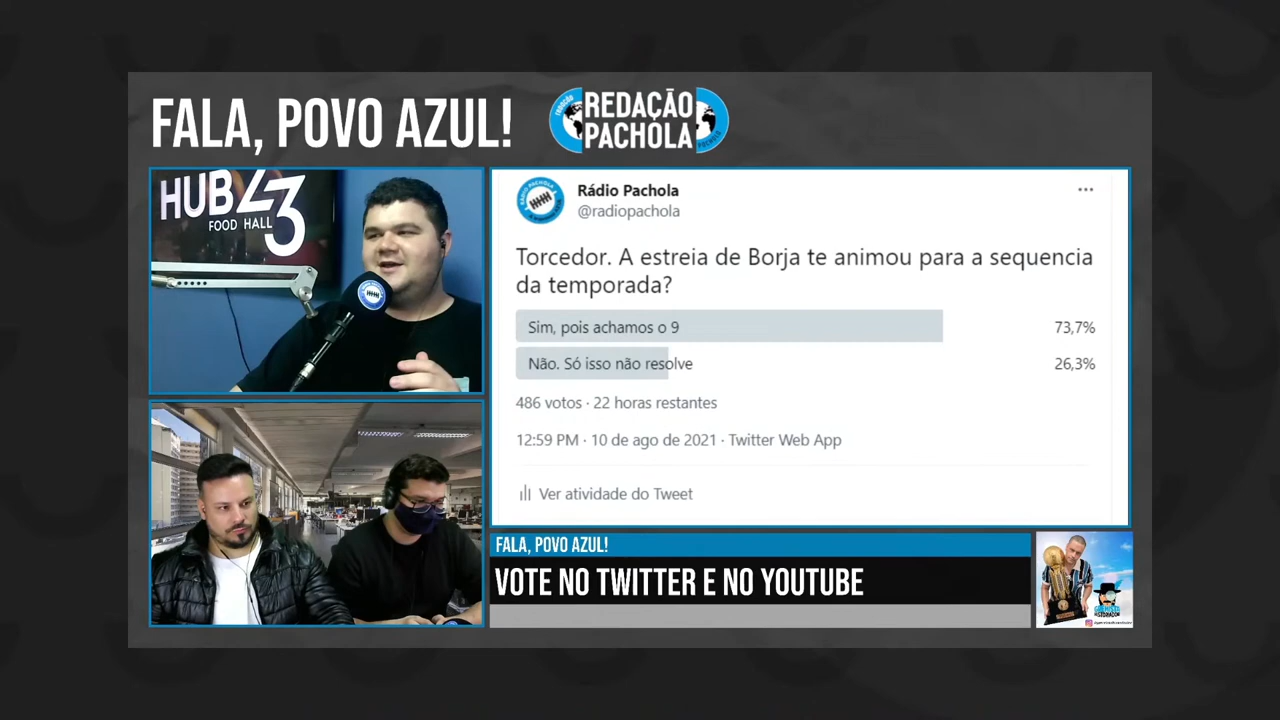 FALA, POVO AZUL!
REDAÇÃO
PACHOLA
HUB
43
FOOD HALL
Rádio Pachola
@radiopachola
Torcedor. A estreia de Borja te animou para a sequencia
da temporada?
Sim, pois achamos o 9
73,7%
Não. Só isso não resolve
26,3%
486 votos · 22 horas restantes
12:59 PM · 10 de ago de 2021 · Twitter Web App
Ver atividade do Tweet
FALA, POVO AZUL!
VOTE NO TWITTER E NO YOUTUBE